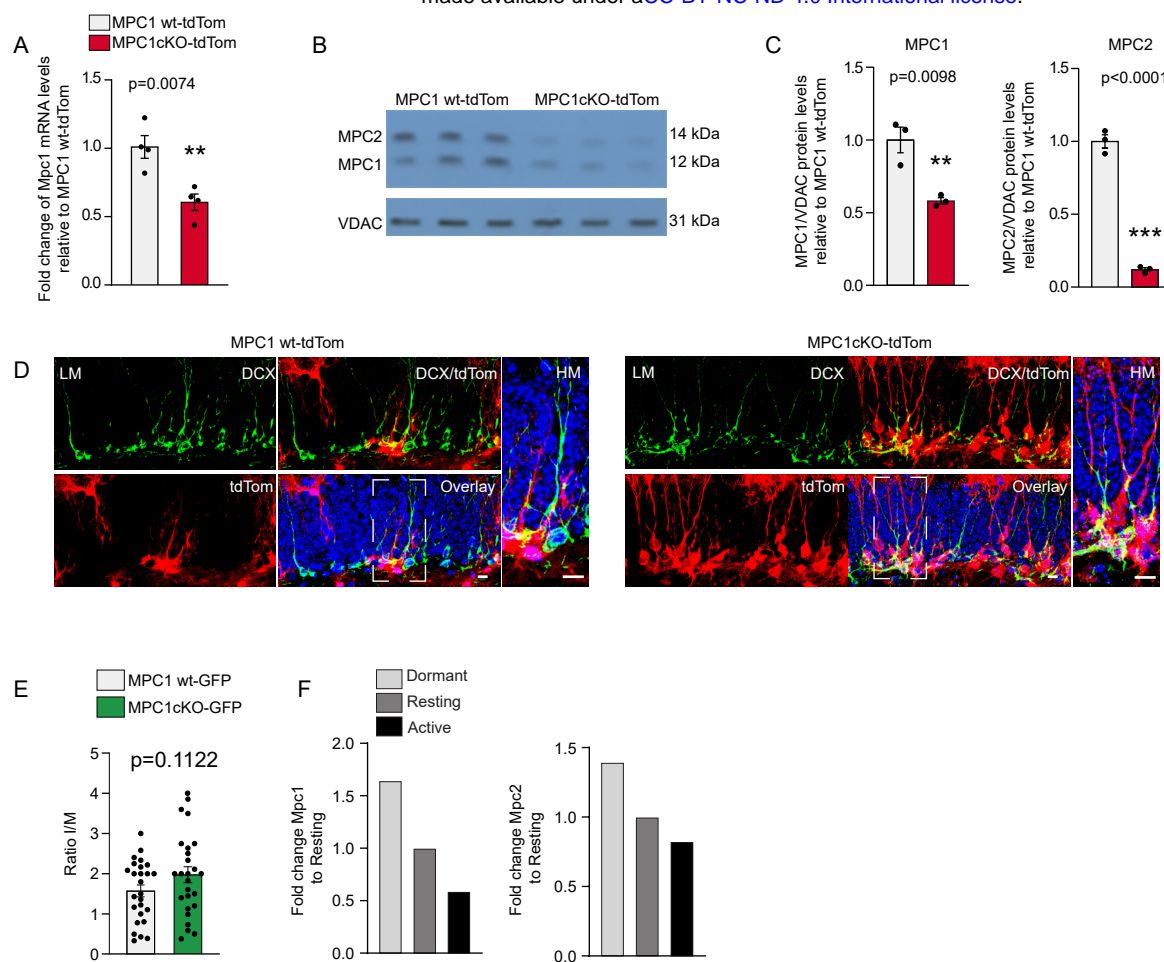 made available under aCC-BY-NC-ND 4.0 International license.
MPC1 wt-tdTom
MPC1cKO-tdTom
A
Fold change of Mpc1 mRNA levels
relative to MPC1 wt-tdTom
p=0.0074
1.5
1.0
0.5
0.0
**
B
MPC1 wt-tdTom MPC1cKO-tdTom
MPC2 14 kDa
MPC1 12 kDa
VDAC 31 kDa
C
MPC1
MPC1/VDAC protein levels
relative to MPC1 wt-tdTom
p=0.0098
1.5
1.0
0.5
0.0
**
MPC2
MPC2/VDAC protein levels
relative to MPC1 wt-tdTom
p<0.0001
1.5
1.0
0.5
0.0
***
D
MPC1 wt-tdTom
LM DCX DCX/tdTom HM
tdTom Overlay
MPC1cKO-tdTom
LM DCX DCX/tdTom HM
tdTom Overlay
E
MPC1 wt-GFP
MPC1cKO-GFP
p=0.1122
Ratio I/M
5
4
3
2
1
0
F
Dormant
Resting
Active
Fold change Mpc1
to Resting
2.0
1.5
1.0
0.5
0.0
Fold change Mpc2
to Resting
1.5
1.0
0.5
0.0